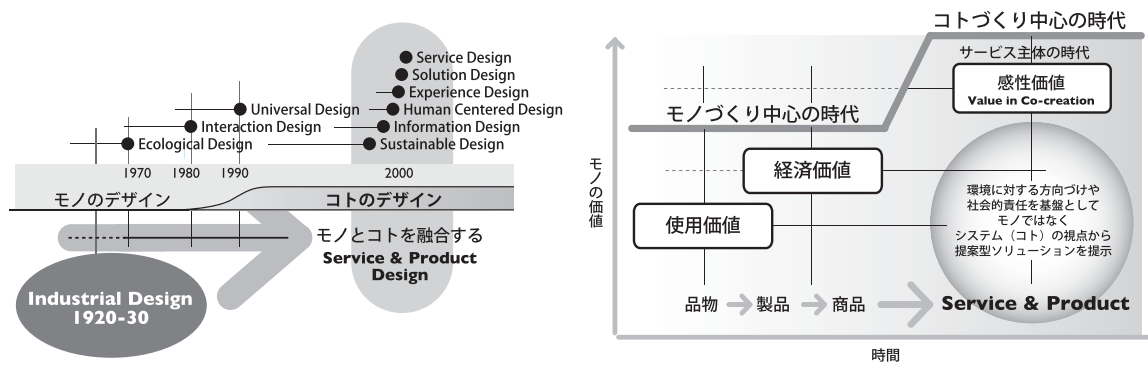 Service Design
Solution Design
Experience Design
Universal Design
Human Centered Design
Interaction Design
Information Design
Ecological Design
Sustainable Design
1970
1980
1990
2000
モノのデザイン
コトのデザイン
モノとコトを融合する
Service & Product
Design
Industrial Design
1920-30
コトづくり中心の時代
サービス主体の時代
感性価値
Value in Co-creation
モノづくり中心の時代
経済価値
使用価値
モノの価値
環境に対する方向づけや
社会的責任を基盤として
モノではなく
システム（コト）の視点から
提案型ソリューションを提示
品物
製品
商品
Service & Product
時間